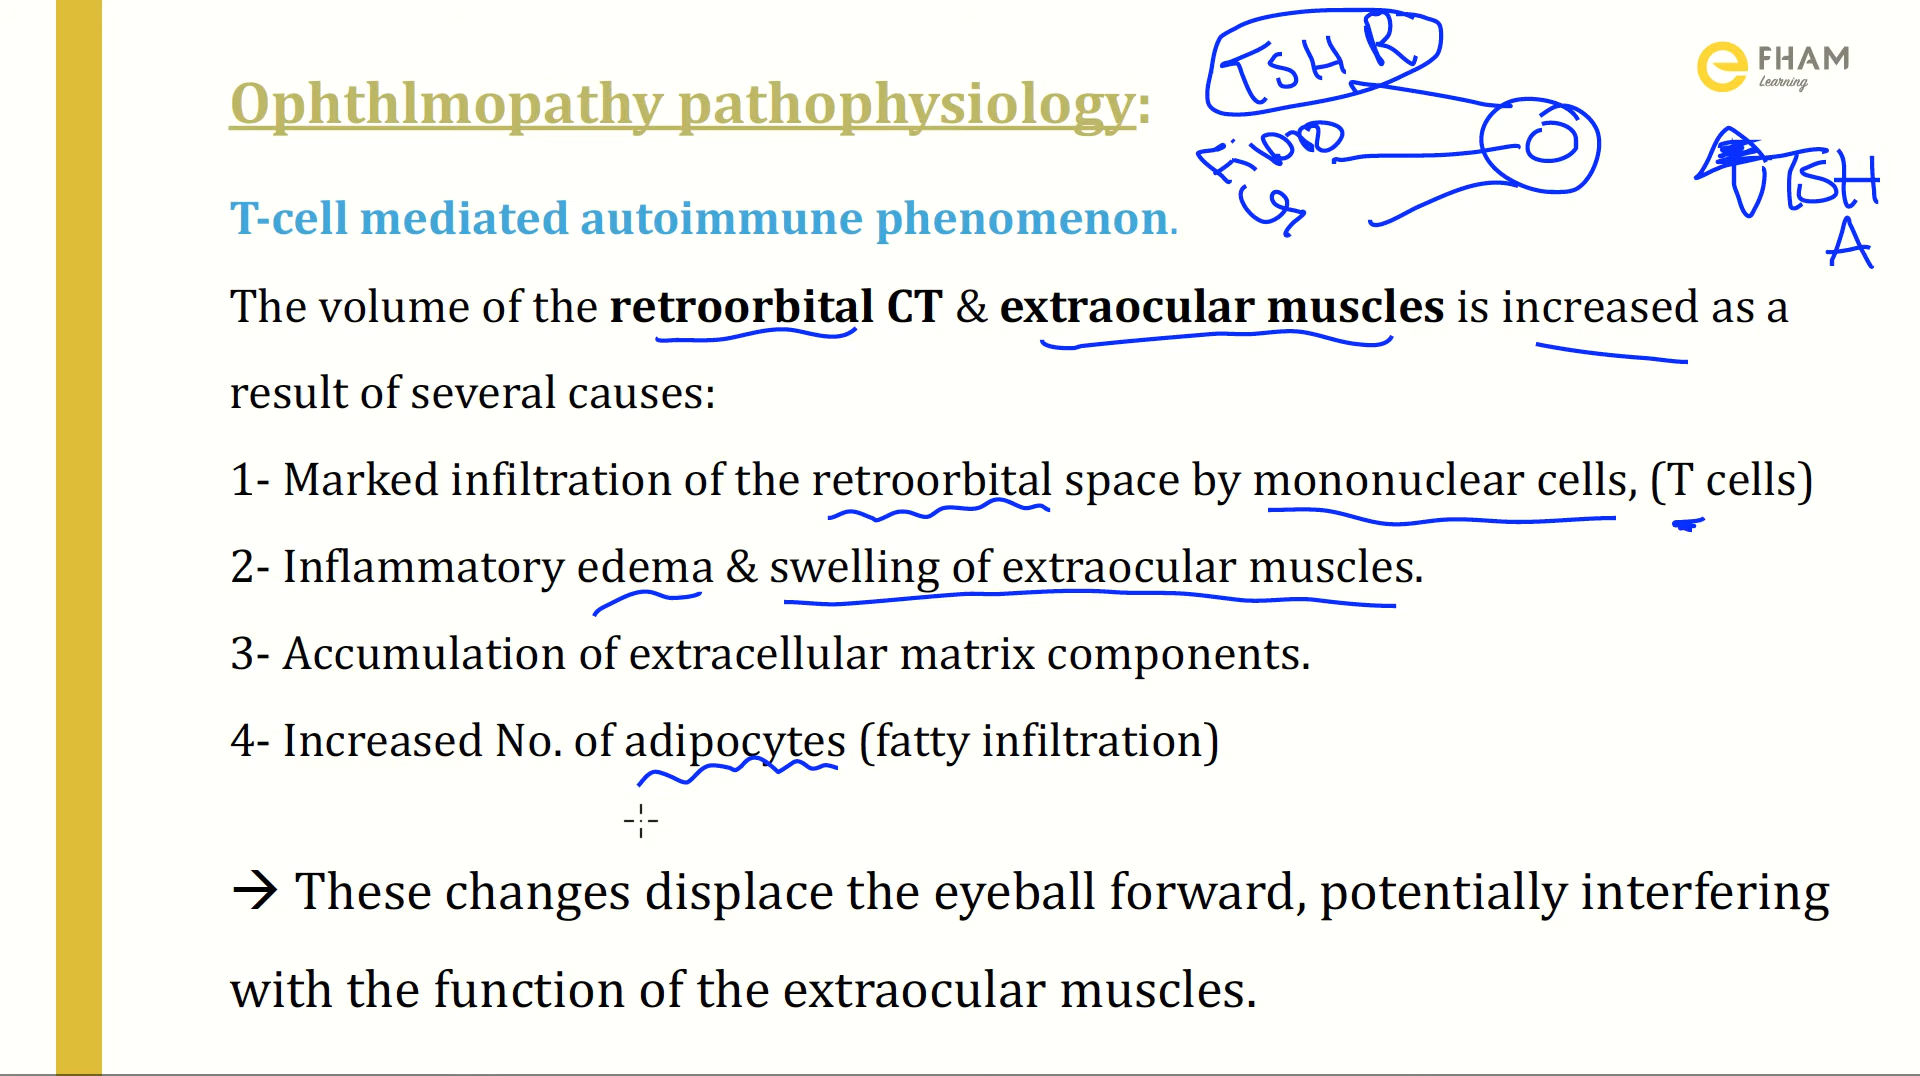 TSHR
FHAM
Learning
Ophthlmopathy pathophysiology:
TSH
A
T-cell mediated autoimmune phenomenon.
The volume of the retroorbital CT & extraocular muscles is increased as a
result of several causes:
1- Marked infiltration of the retroorbital space by mononuclear cells, (T cells)
2- Inflammatory edema & swelling of extraocular muscles.
3- Accumulation of extracellular matrix components.
4- Increased No. of adipocytes (fatty infiltration)
→ These changes displace the eyeball forward, potentially interfering
with the function of the extraocular muscles.